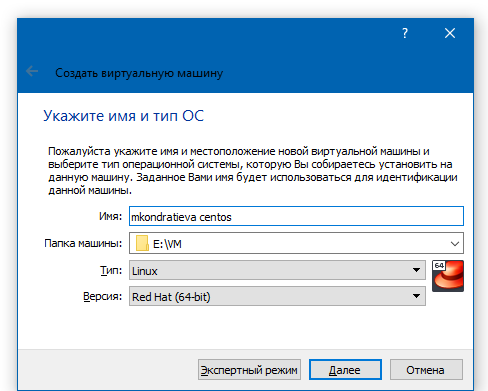 ?
Создать виртуальную машину
Укажите имя и тип ОС
Пожалуйста укажите имя и местоположение новой виртуальной машины и
выберите тип операционной системы, которую Вы собираетесь установить на
данную машину. Заданное Вами имя будет использоваться для идентификации
данной машины.
Имя: mkondratieva centos
Папка машины: E:\VM
Тип: Linux
64
Версия: Red Hat (64-bit)
Экспертный режим Далее Отмена